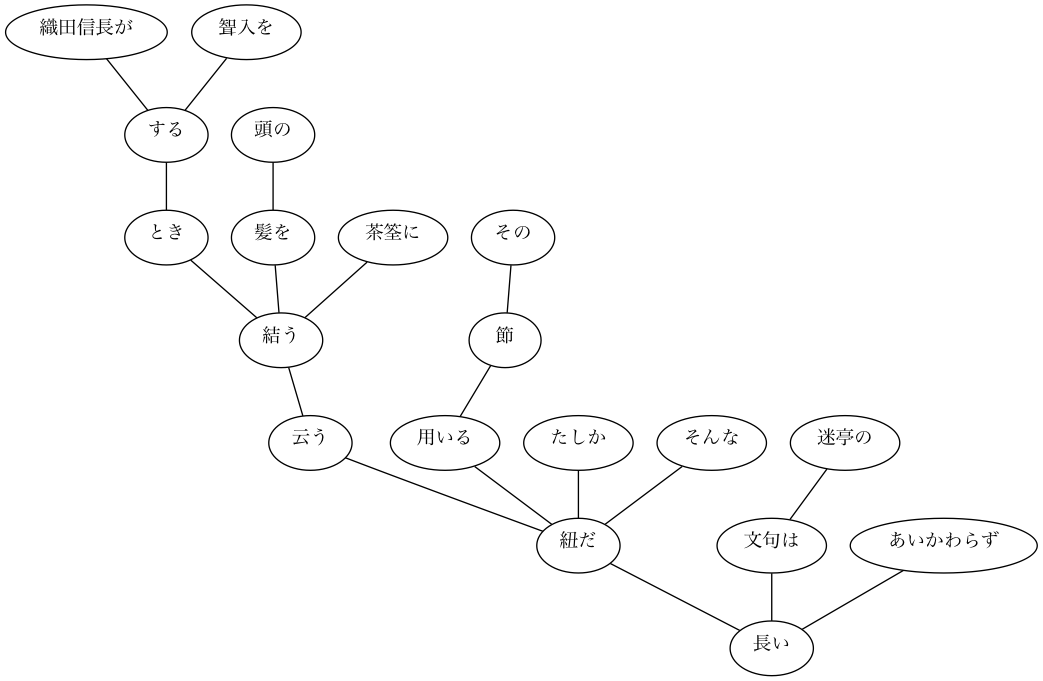 織田信長が 聟入を
する 頭の
とき 髪を 茶筌に その
結う 節
云う 用いる たしか そんな 迷亭の
紐だ 文句は あいかわらず
長い